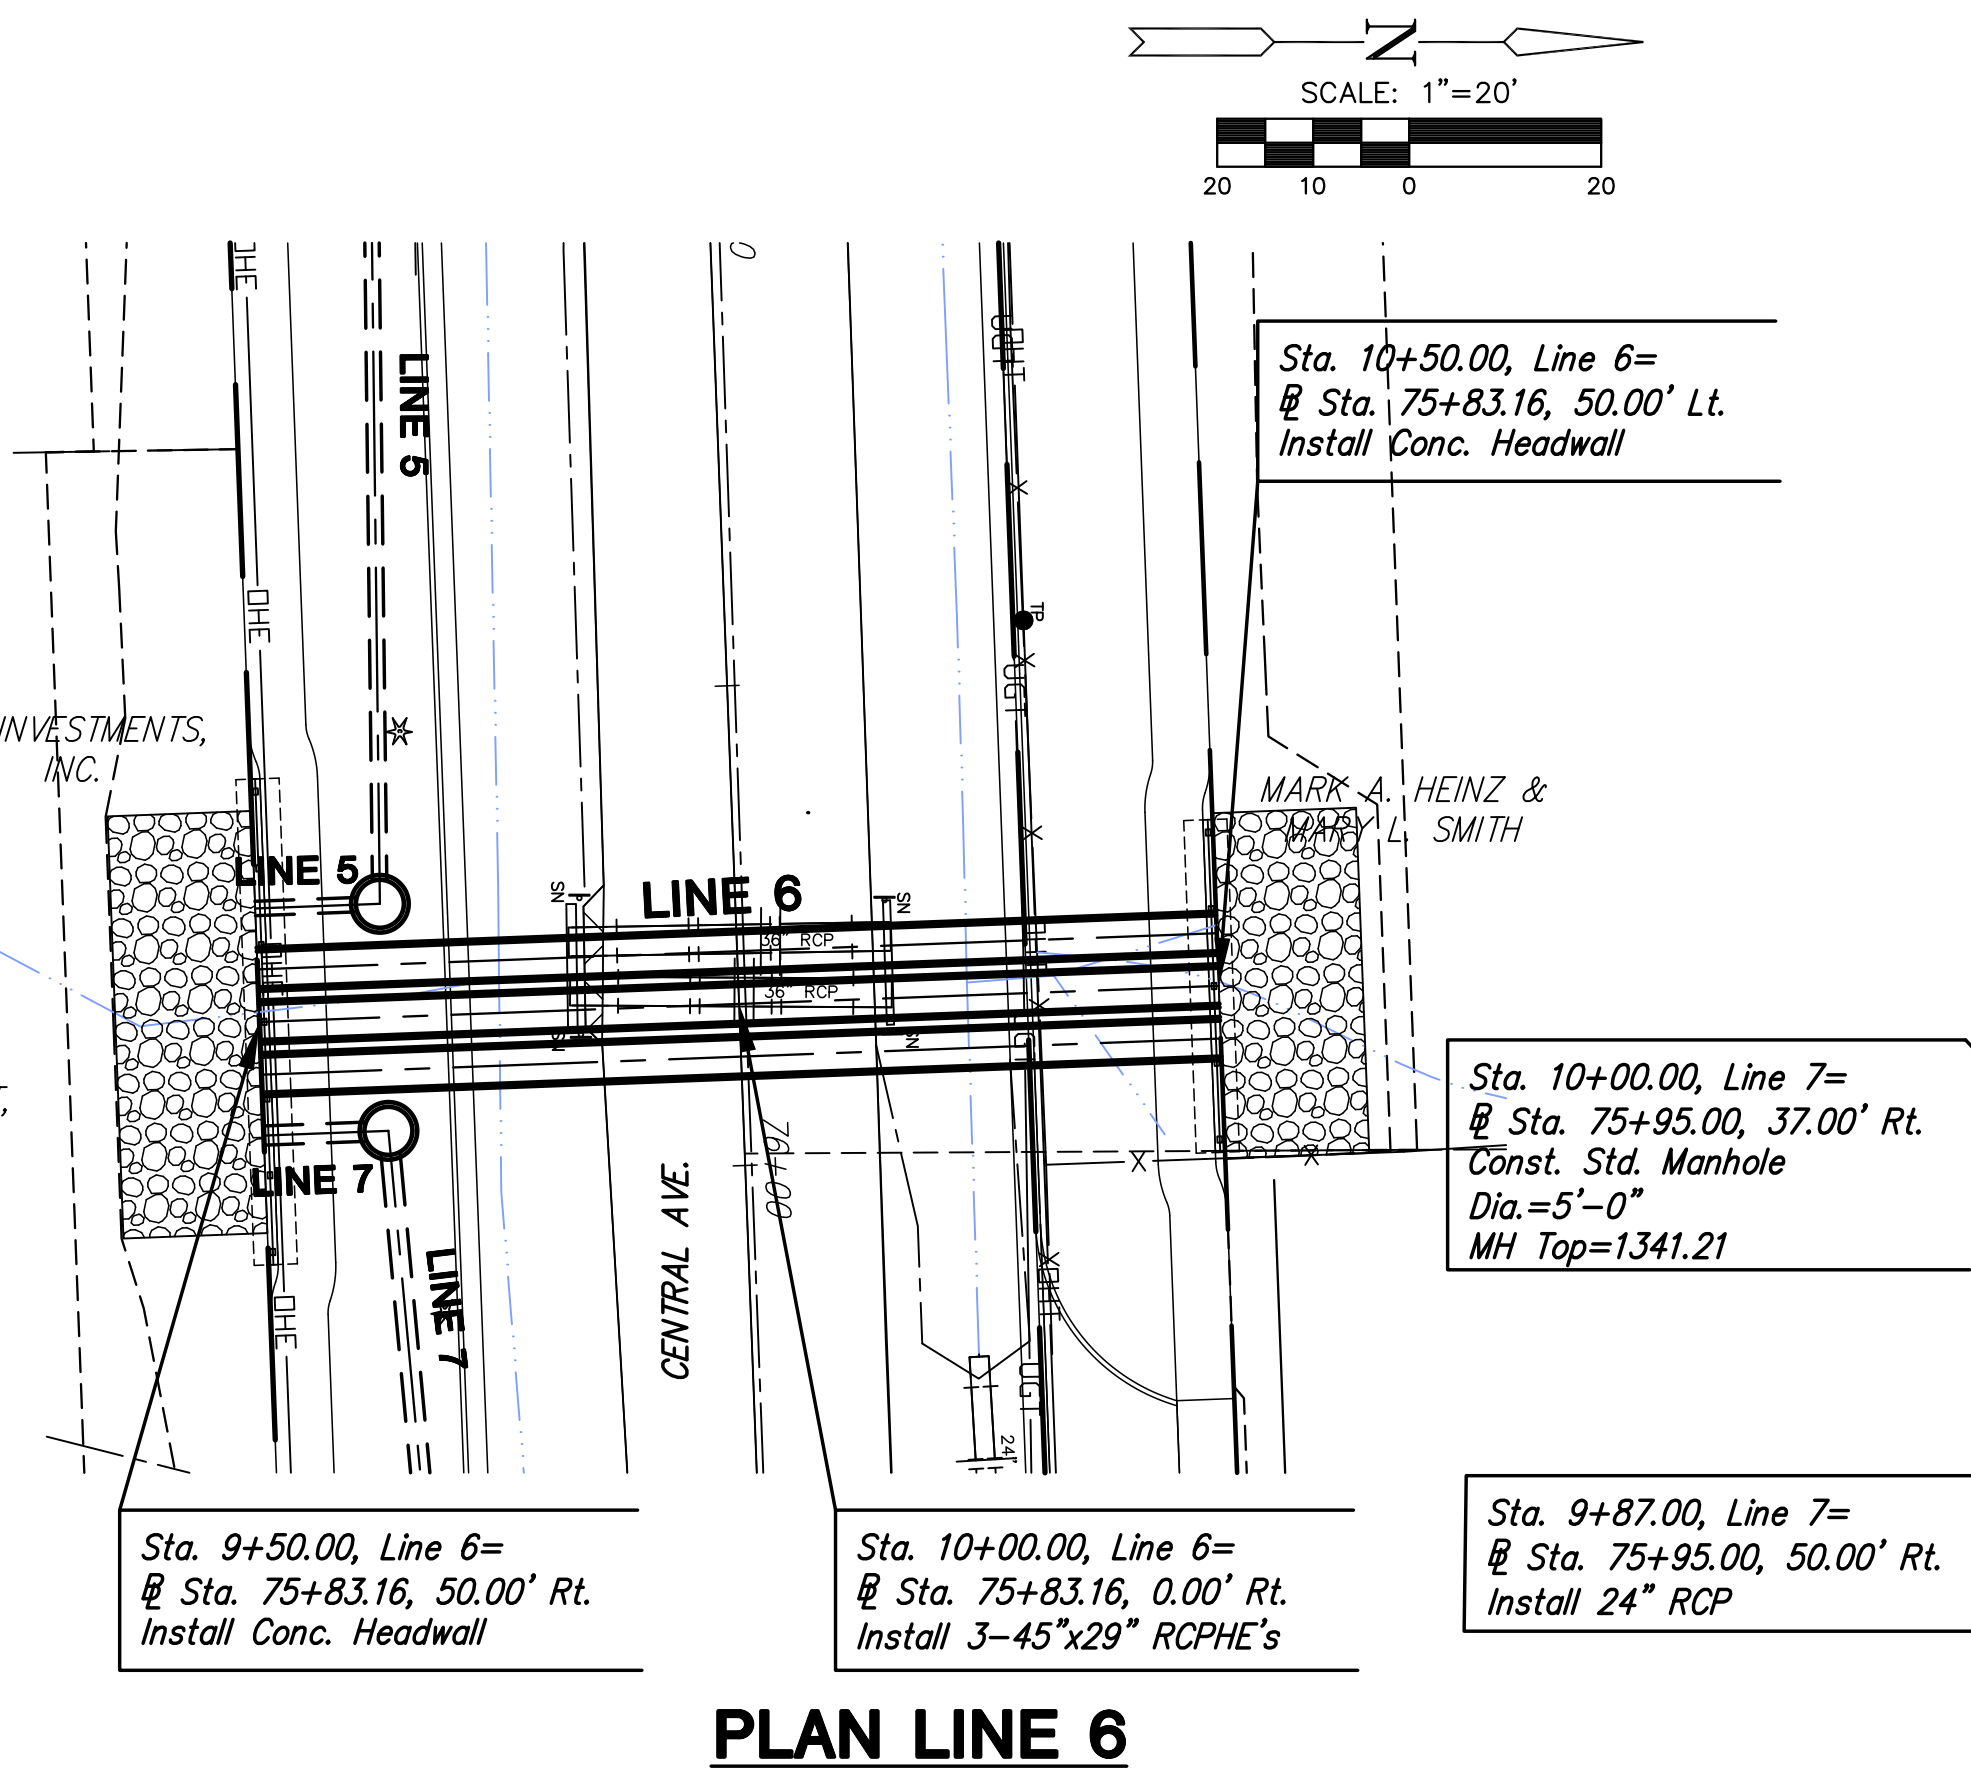 N
SCALE: 1"=20'
20 10 0 20
OHE
UGT
LINE 5
Sta. 10+50.00, Line 6=
℄ Sta. 75+83.16, 50.00' Lt.
Install Conc. Headwall
OHE
TP
X
UGT
INVESTMENTS,
INC.
MARK A. HEINZ &
MARY L. SMITH
X
LINE 5
SN
LINE 6
SN
36" RCP
36" RCP
SN
SN
X
Sta. 10+00.00, Line 7=
℄ Sta. 75+95.00, 37.00' Rt.
Const. Std. Manhole
Dia.=5'-0"
MH Top=1341.21
LINE 7
76+00
X
X
CENTRAL AVE.
LINE 7
OHE
X
UGT
24"
Sta. 9+50.00, Line 6=
℄ Sta. 75+83.16, 50.00' Rt.
Install Conc. Headwall
Sta. 10+00.00, Line 6=
℄ Sta. 75+83.16, 0.00' Rt.
Install 3-45"x29" RCPHE's
Sta. 9+87.00, Line 7=
℄ Sta. 75+95.00, 50.00' Rt.
Install 24" RCP
PLAN LINE 6